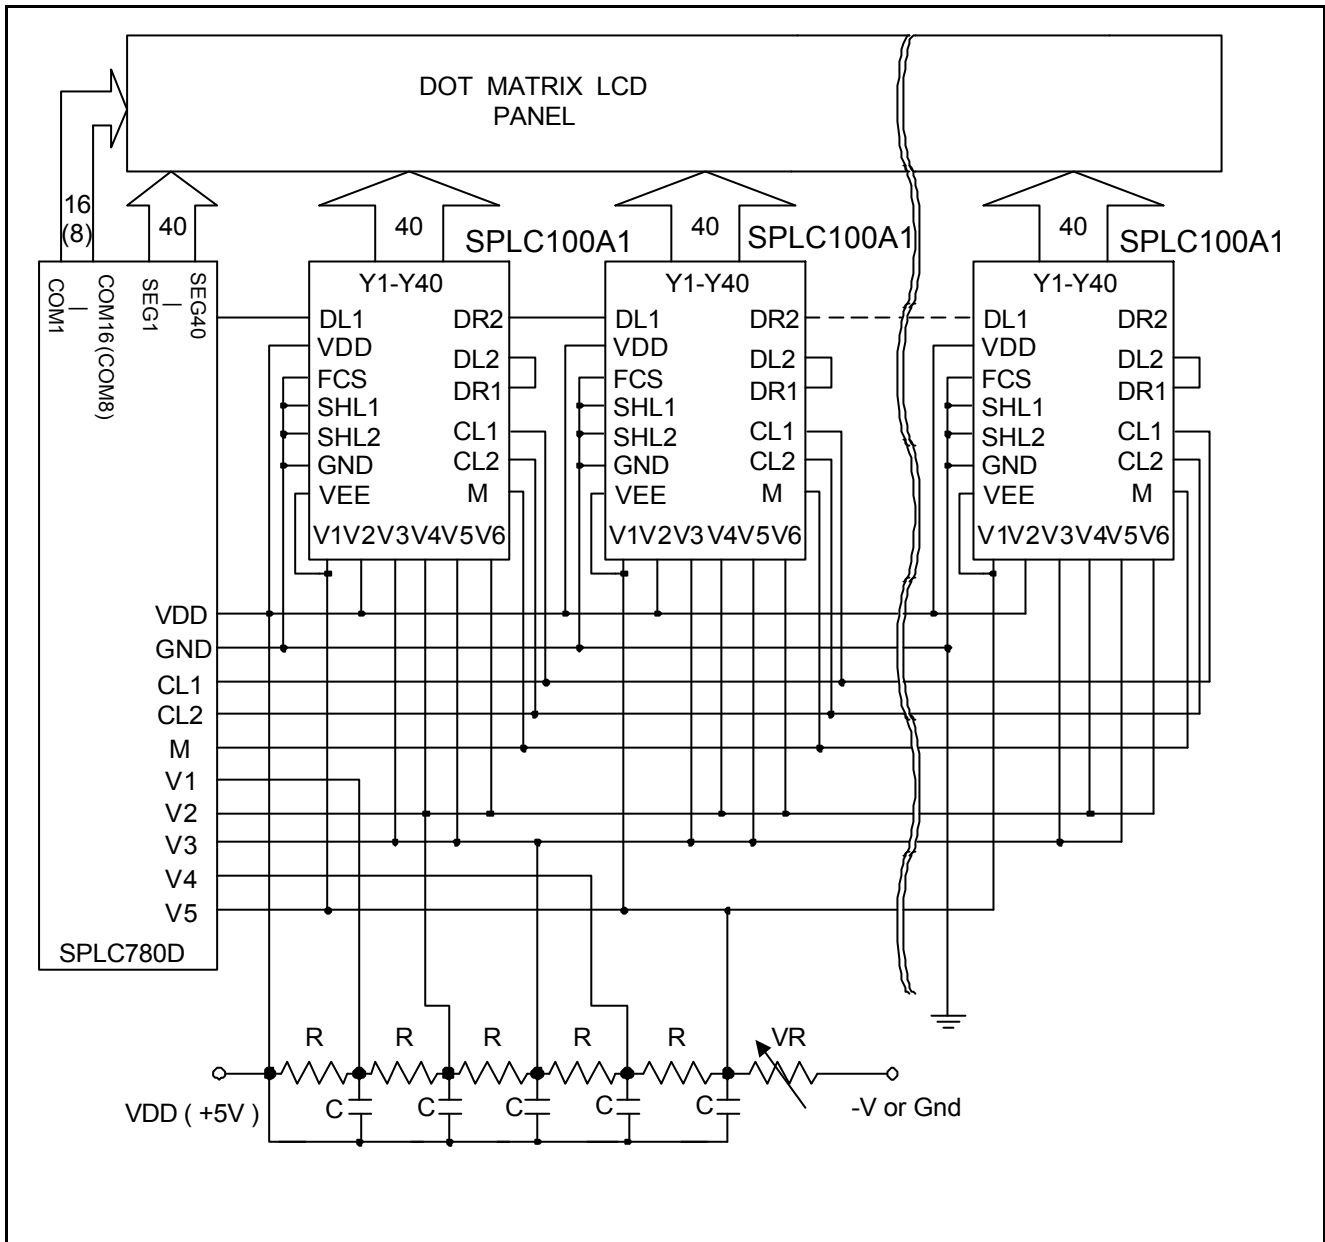 DOT MATRIX LCD
PANEL
16
(8)
40
40
40
40
SPLC100A1
SPLC100A1
SPLC100A1
COM1
—
COM16 (COM8)
SEG1
—
SEG40
Y1-Y40
DL1
VDD
FCS
SHL1
SHL2
GND
VEE
DR2
DL2
DR1
CL1
CL2
M
V1V2V3V4V5V6
Y1-Y40
DL1
VDD
FCS
SHL1
SHL2
GND
VEE
DR2
DL2
DR1
CL1
CL2
M
V1V2V3V4V5V6
Y1-Y40
DL1
VDD
FCS
SHL1
SHL2
GND
VEE
DR2
DL2
DR1
CL1
CL2
M
V1V2V3V4V5V6
VDD
GND
CL1
CL2
M
V1
V2
V3
V4
V5
SPLC780D
R R R R R VR
VDD ( +5V )
C C C C C
-V or Gnd